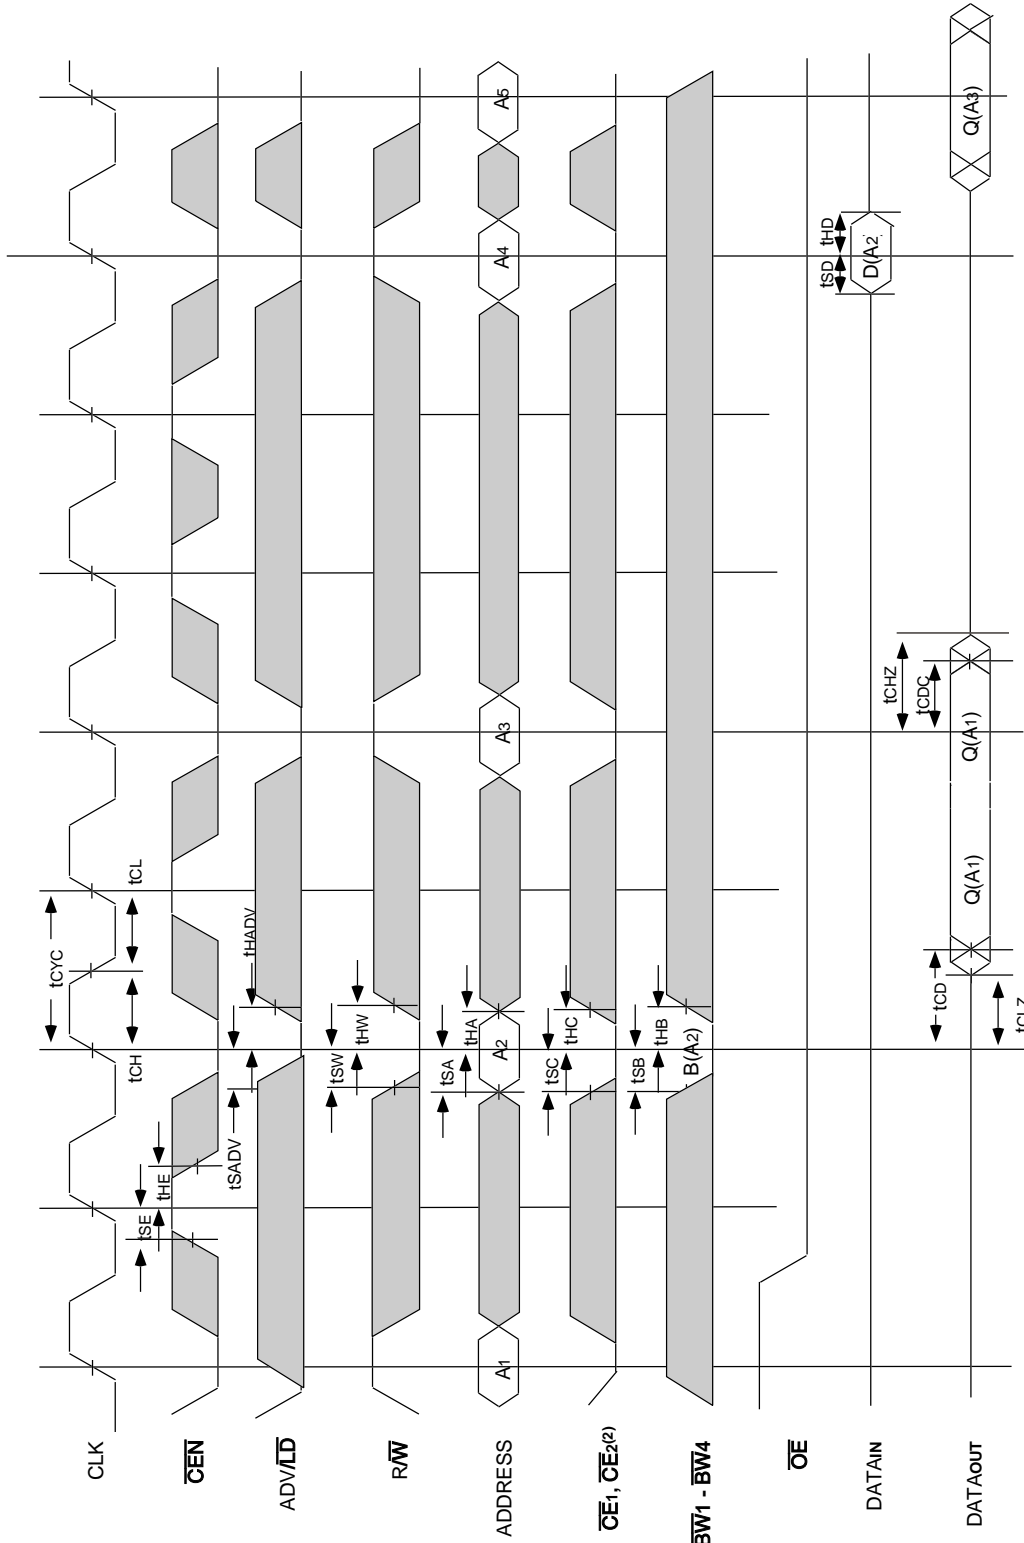 CLK
tCYC
tCH
tCL
CEN
tSE
tHE
ADV/LD
tSADV
tHADV
R/W
tSW
tHW
ADDRESS
A1
tSA
tHA
A2
A3
A4
A5
CE1, CE2(2)
tSC
tHC
BW1 - BW4
tSB
tHB
B(A2)
OE
DATAIN
tSD
tHD
D(A2)
DATAOUT
tCD
tCLZ
Q(A1)
Q(A1)
tCHZ
tCDC
Q(A3)